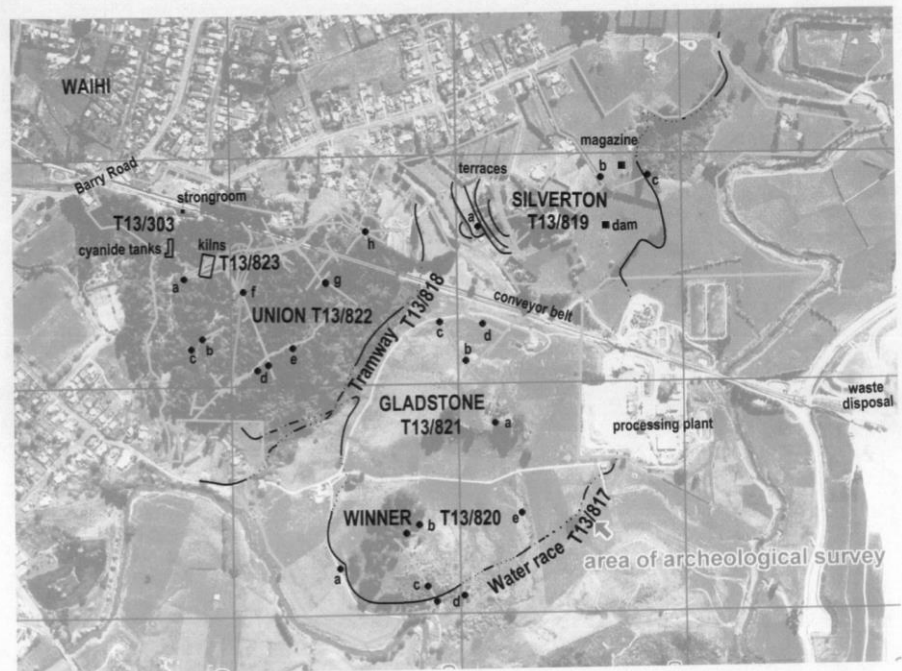 WAIHI
Barry Road
strongroom
T13/303
cyanide tanks
kilns
T13/823
a
f
g
h
UNION T13/822
b
c
d
e
terraces
a
magazine
b
c
SILVERTON
T13/819
dam
Tramway T13/818
conveyor belt
c
d
b
GLADSTONE
T13/821
a
processing plant
waste
disposal
WINNER
b
T13/820
e
a
c
d
Water race T13/817
area of archeological survey